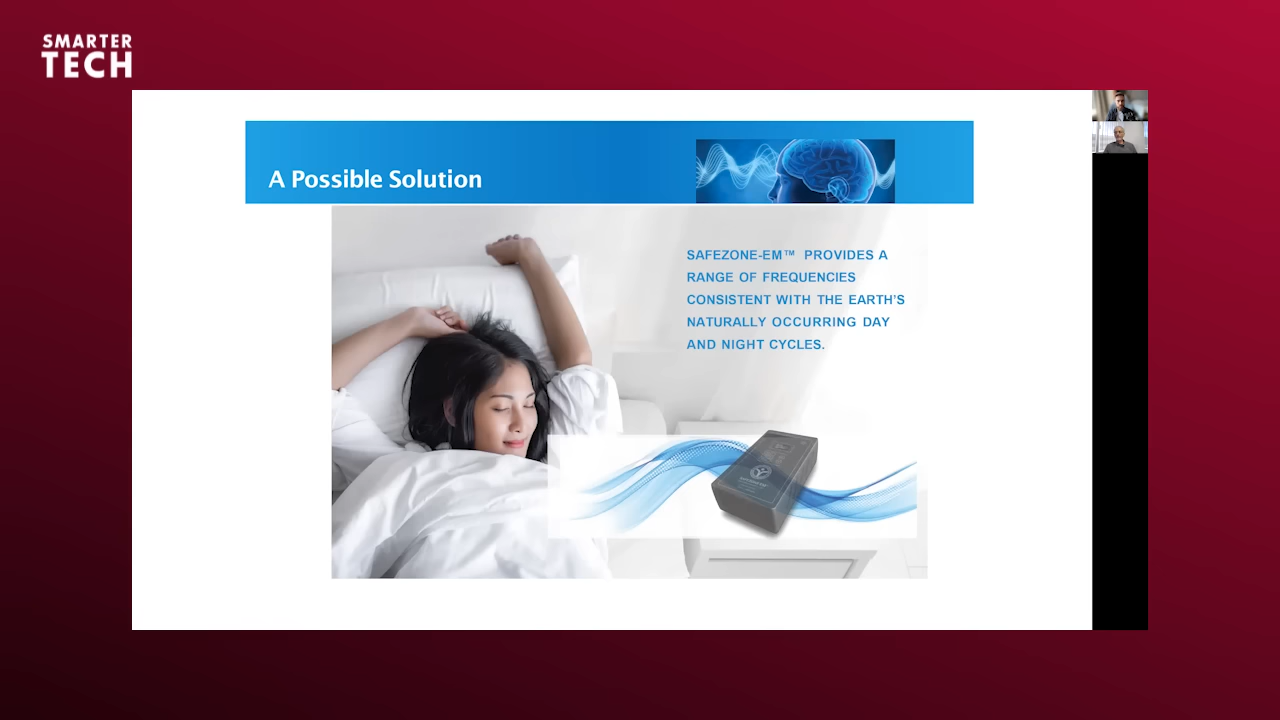 SMARTER
TECH
A Possible Solution
SAFEZONE-EM™ PROVIDES A
RANGE OF FREQUENCIES
CONSISTENT WITH THE EARTH'S
NATURALLY OCCURRING DAY
AND NIGHT CYCLES.